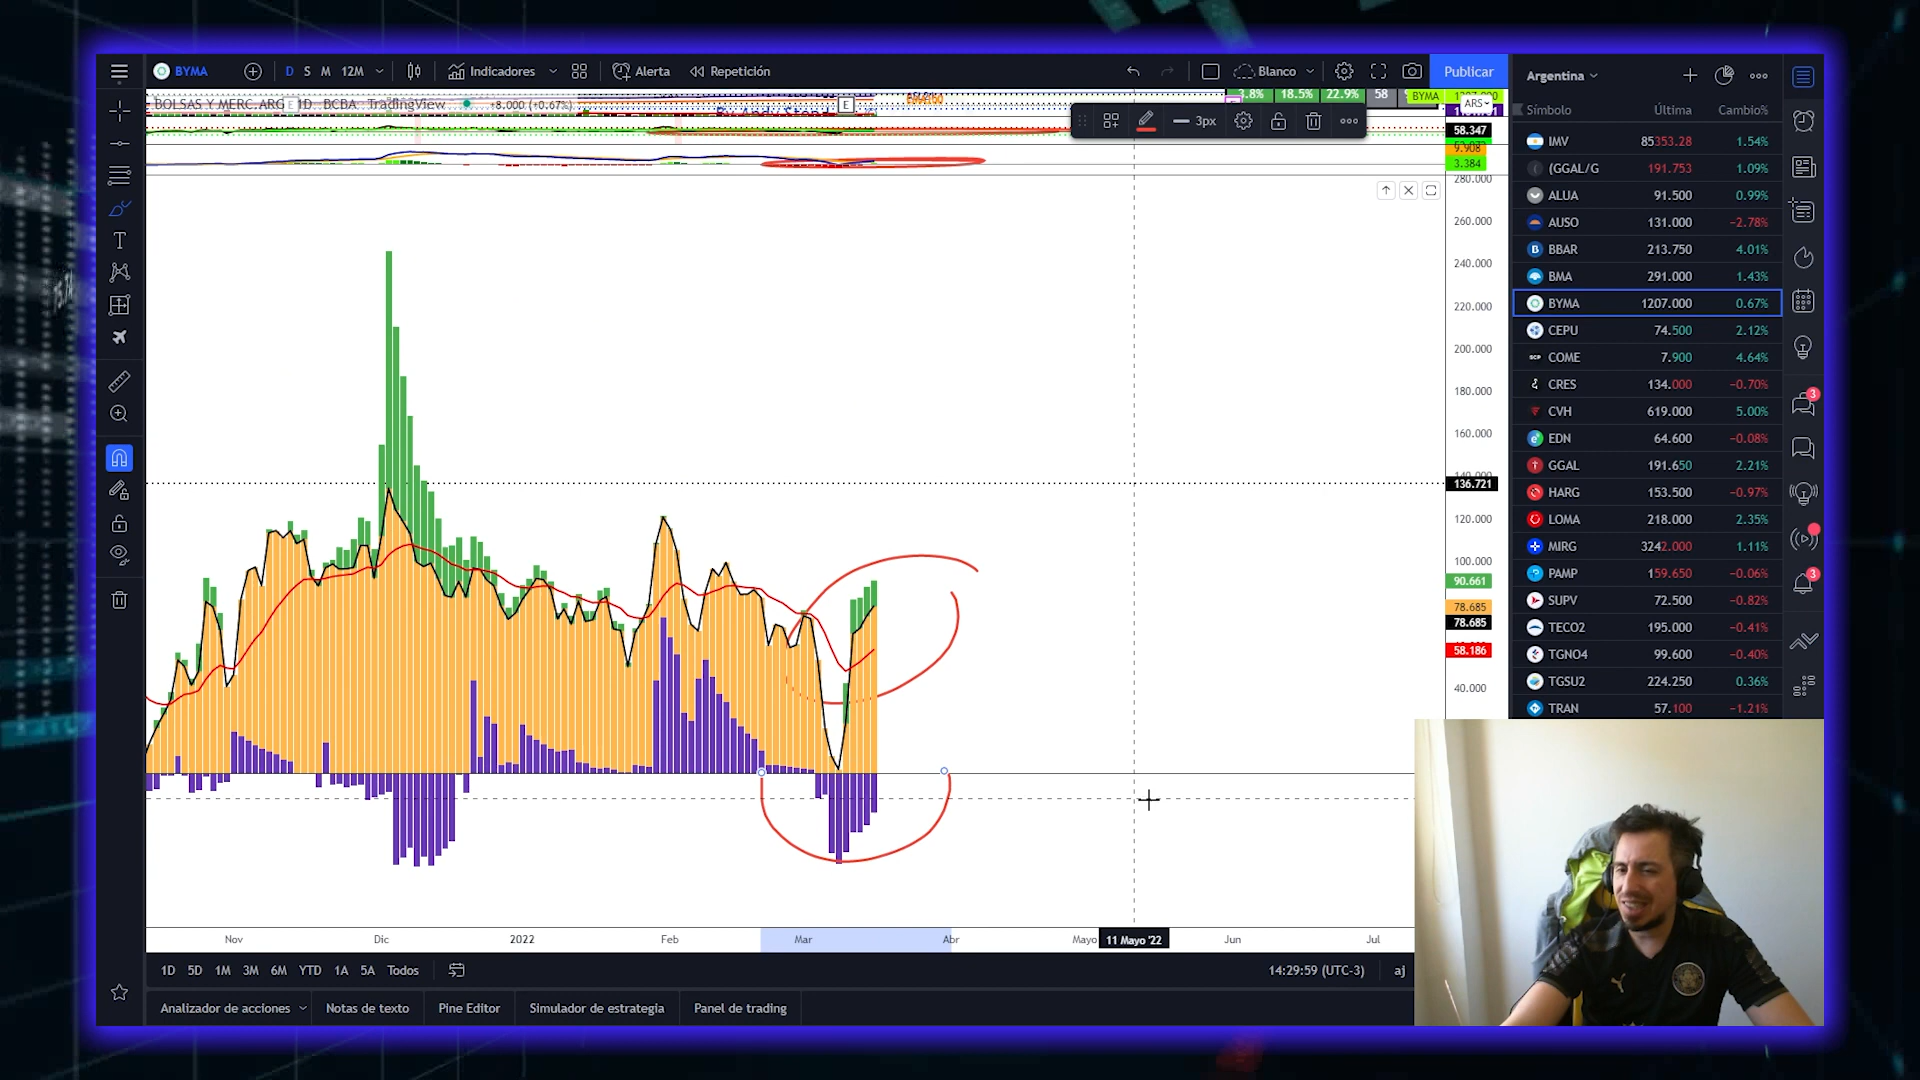 BYMA
D S M 12M
Indicadores
Alerta
Repetición
Blanco
Publicar
BOLSAS Y MERC.ARG
E
1D
BCBA
TradingView
+8.000 (+0.67%)
E
3.8% 18.5% 22.9% 58
BYMA
ARS
3px
58.347
9.908
3.384
280.000
260.000
240.000
220.000
200.000
180.000
160.000
140.000
136.721
120.000
100.000
90.661
78.685
78.685
58.186
40.000
Nov Dic 2022 Feb Mar Abr Mayo 11 Mayo '22 Jun Jul
1D 5D 1M 3M 6M YTD 1A 5A Todos
14:29:59 (UTC-3)
aj
Analizador de acciones
Notas de texto
Pine Editor
Simulador de estrategia
Panel de trading
Argentina
Símbolo Última Cambio%
IMV 85353.28 1.54%
(GGAL/G 191.753 1.09%
ALUA 91.500 0.99%
AUSO 131.000 −2.78%
BBAR 213.750 4.01%
BMA 291.000 1.43%
BYMA 1207.000 0.67%
CEPU 74.500 2.12%
COME 7.900 4.64%
CRES 134.000 −0.70%
CVH 619.000 5.00%
EDN 64.600 −0.08%
GGAL 191.650 2.21%
HARG 153.500 −0.97%
LOMA 218.000 2.35%
MIRG 3242.000 1.11%
PAMP 159.650 −0.06%
SUPV 72.500 −0.82%
TECO2 195.000 −0.41%
TGNO4 99.600 −0.40%
TGSU2 224.250 0.36%
TRAN 57.100 −1.21%
3
3